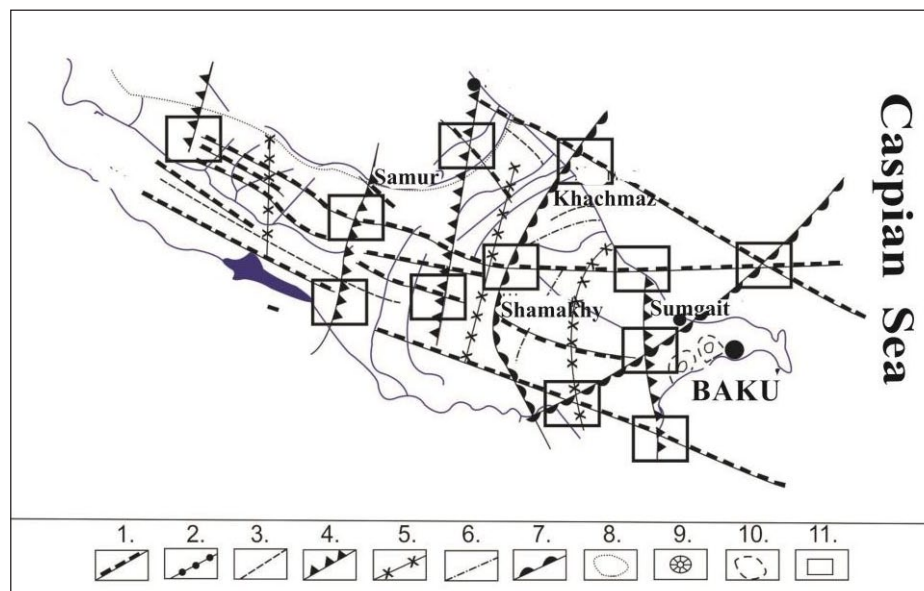 Caspian Sea
Samur
Khachmaz
Shamakhy
Sumgait
BAKU
1. 2. 3. 4. 5. 6. 7. 8. 9. 10. 11.